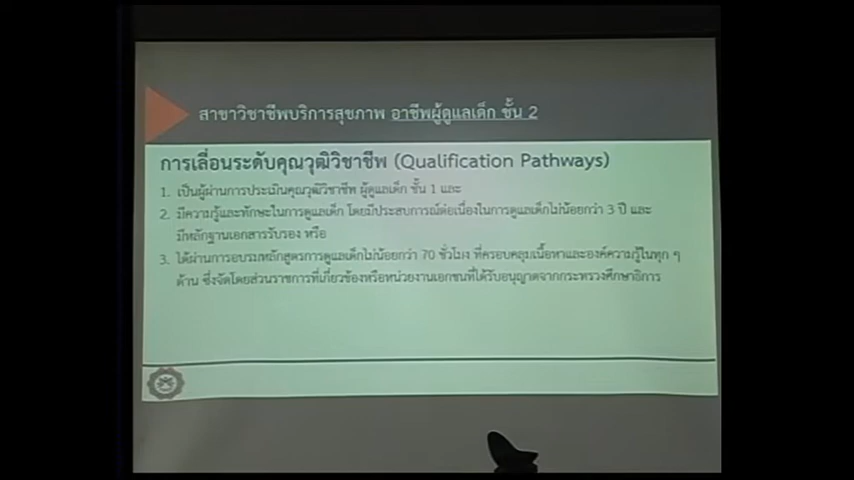 สาขาวิชาชีพบริการสุขภาพ อาชีพผู้ดูแลเด็ก ชั้น 2
การเลื่อนระดับคุณวุฒิวิชาชีพ (Qualification Pathways)
1. เป็นผู้ผ่านการประเมินคุณวุฒิวิชาชีพ ผู้ดูแลเด็ก ชั้น 1 และ
2. มีความรู้และทักษะในการดูแลเด็ก โดยมีประสบการณ์ต่อเนื่องในการดูแลเด็กไม่น้อยกว่า 3 ปี และ
มีหลักฐานเอกสารรับรอง หรือ
3. ได้ผ่านการอบรมหลักสูตรการดูแลเด็กไม่น้อยกว่า 70 ชั่วโมง ที่ครอบคลุมเนื้อหาและองค์ความรู้ในทุก ๆ
ด้าน ซึ่งจัดโดยส่วนราชการที่เกี่ยวข้องหรือหน่วยงานเอกชนที่ได้รับอนุญาตจากกระทรวงศึกษาธิการ